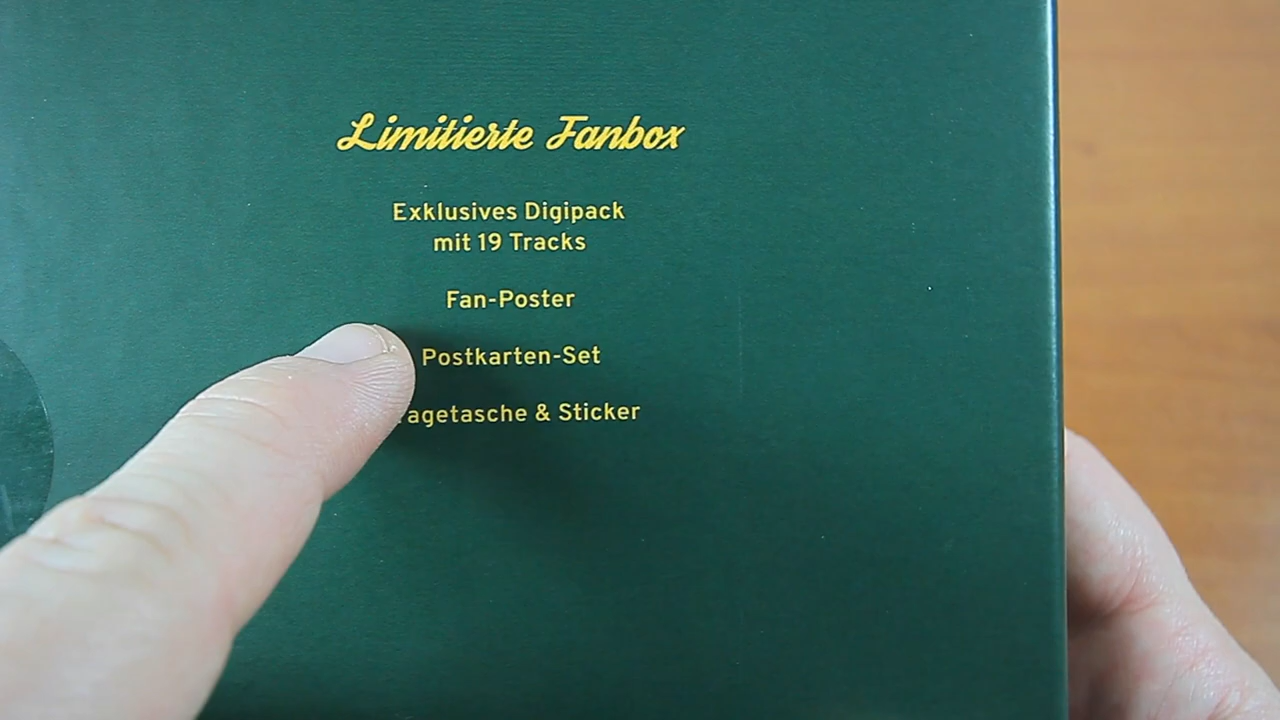 Limitierte Fanbox
Exklusives Digipack
mit 19 Tracks
Fan-Poster
Postkarten-Set
& Sticker